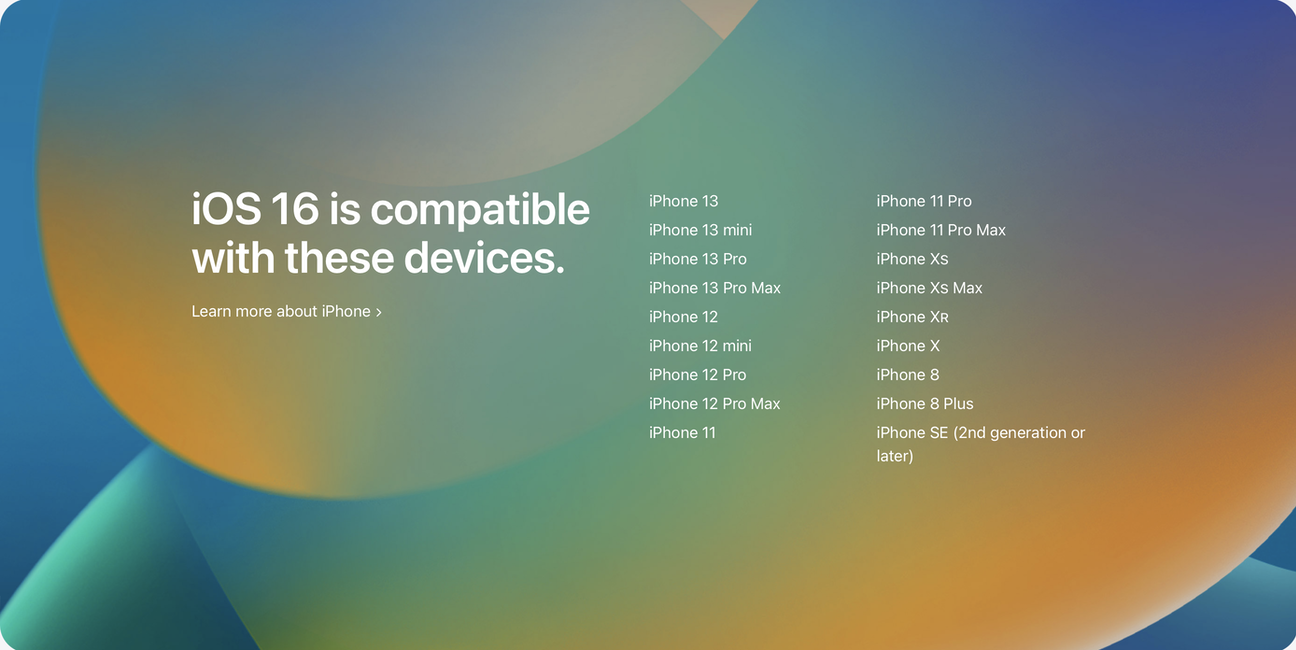 iOS 16 is compatible
with these devices.
Learn more about iPhone >
iPhone 13
iPhone 13 mini
iPhone 13 Pro
iPhone 13 Pro Max
iPhone 12
iPhone 12 mini
iPhone 12 Pro
iPhone 12 Pro Max
iPhone 11
iPhone 11 Pro
iPhone 11 Pro Max
iPhone Xs
iPhone Xs Max
iPhone XR
iPhone X
iPhone 8
iPhone 8 Plus
iPhone SE (2nd generation or
later)